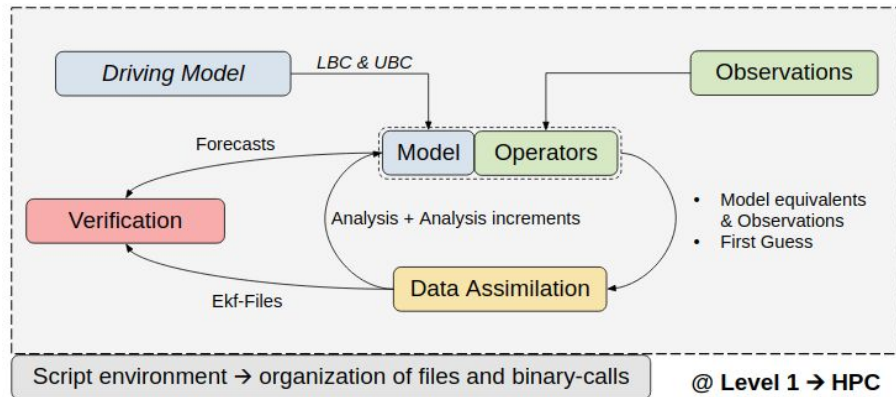 Driving Model
LBC & UBC
Observations
Forecasts
Model
Operators
Verification
Analysis + Analysis increments
• Model equivalents
& Observations
• First Guess
Data Assimilation
Ekf-Files
Script environment → organization of files and binary-calls
@ Level 1 → HPC